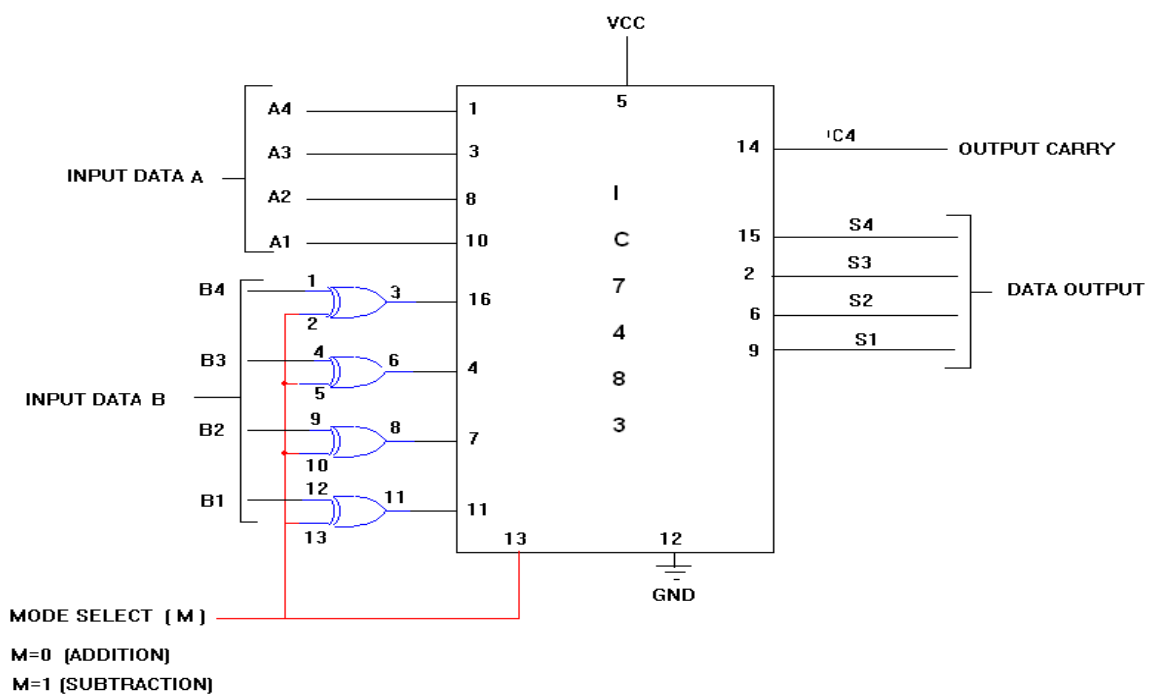 VCC
5
A4
1
'C4
14
OUTPUT CARRY
A3
3
INPUT DATA A
I
A2
8
S4
C
15
A1
10
S3
2
1
B4
3
16
7
DATA OUTPUT
2
S2
6
4
S1
9
4
B3
6
4
5
8
INPUT DATA B
9
3
B2
8
7
10
12
B1
11
11
13
13
12
GND
MODE SELECT (M)
M=0 (ADDITION)
M=1 (SUBTRACTION)